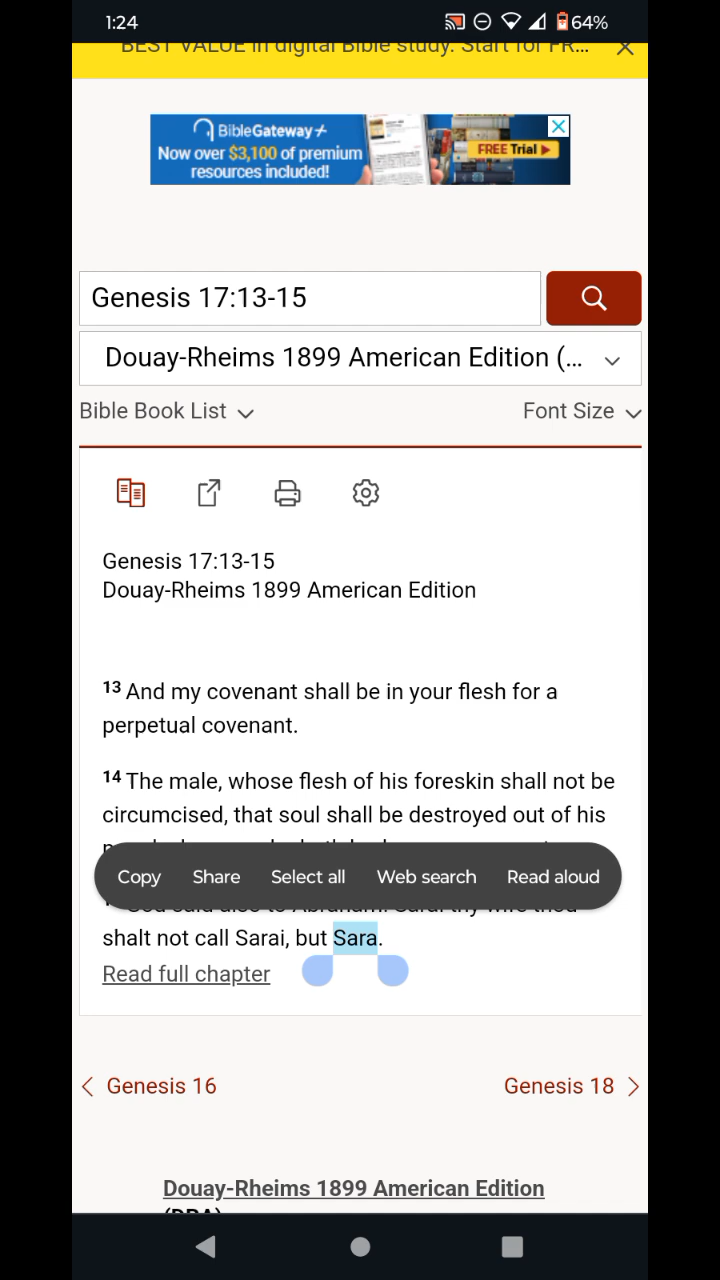 1:24
64%
BEST VALUE in digital Bible study. Start for FR...
BibleGateway+
Now over $3,100 of premium
resources included!
FREE Trial
Genesis 17:13-15
Douay-Rheims 1899 American Edition (...
Bible Book List
Font Size
Genesis 17:13-15
Douay-Rheims 1899 American Edition
13 And my covenant shall be in your flesh for a
perpetual covenant.
14 The male, whose flesh of his foreskin shall not be
circumcised, that soul shall be destroyed out of his
Copy Share Select all Web search Read aloud
shalt not call Sarai, but Sara.
Read full chapter
Genesis 16
Genesis 18
Douay-Rheims 1899 American Edition
(DRA)